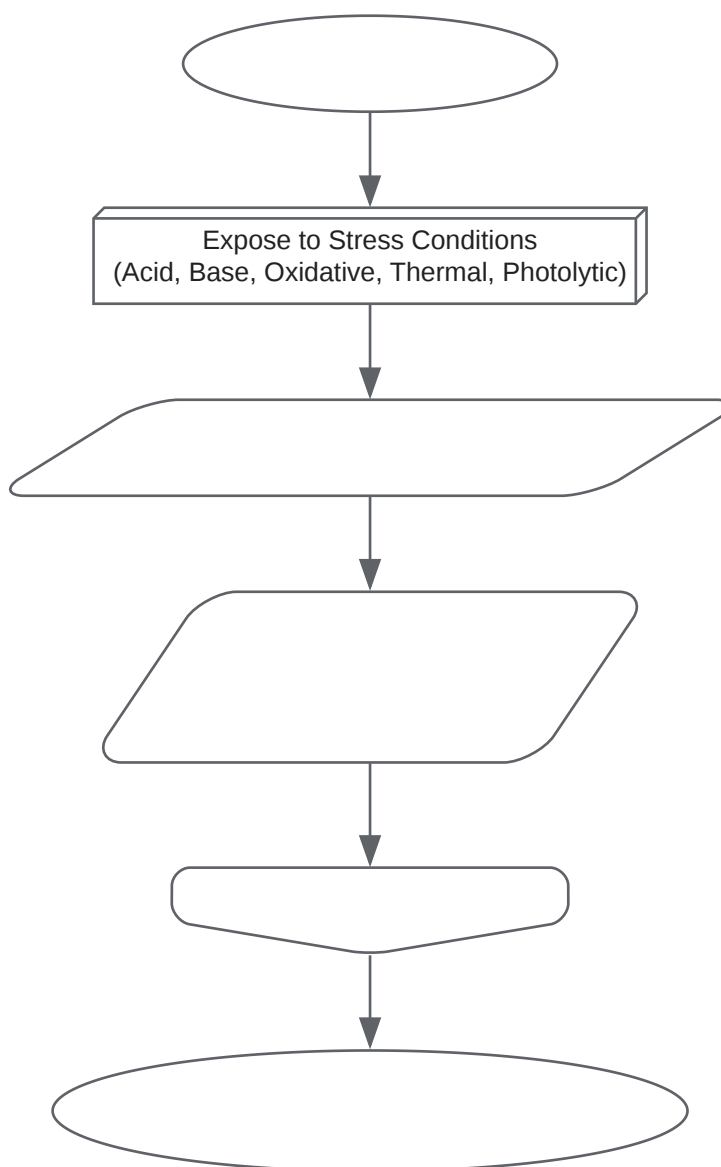 Expose to Stress Conditions
(Acid, Base, Oxidative, Thermal, Photolytic)